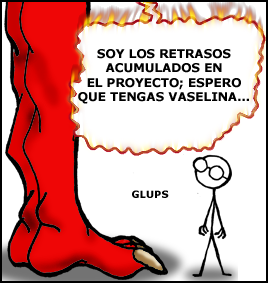 SOY LOS RETRASOS
ACUMULADOS EN
EL PROYECTO; ESPERO
QUE TENGAS VASELINA...
GLUPS